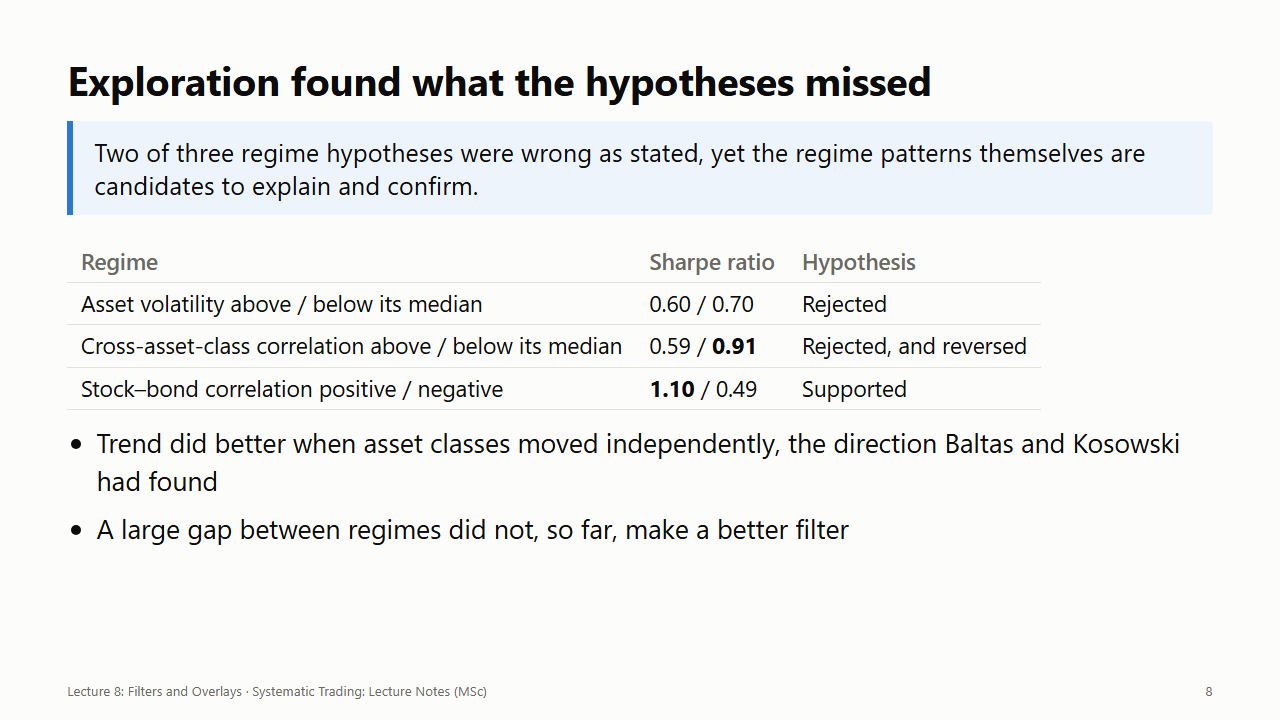 Exploration found what the hypotheses missed
Two of three regime hypotheses were wrong as stated, yet the regime patterns themselves are
candidates to explain and confirm.
Regime Sharpe ratio Hypothesis
Asset volatility above / below its median 0.60 / 0.70 Rejected
Cross-asset-class correlation above / below its median 0.59 / 0.91 Rejected, and reversed
Stock–bond correlation positive / negative 1.10 / 0.49 Supported
• Trend did better when asset classes moved independently, the direction Baltas and Kosowski
had found
• A large gap between regimes did not, so far, make a better filter
Lecture 8: Filters and Overlays · Systematic Trading: Lecture Notes (MSc) 8